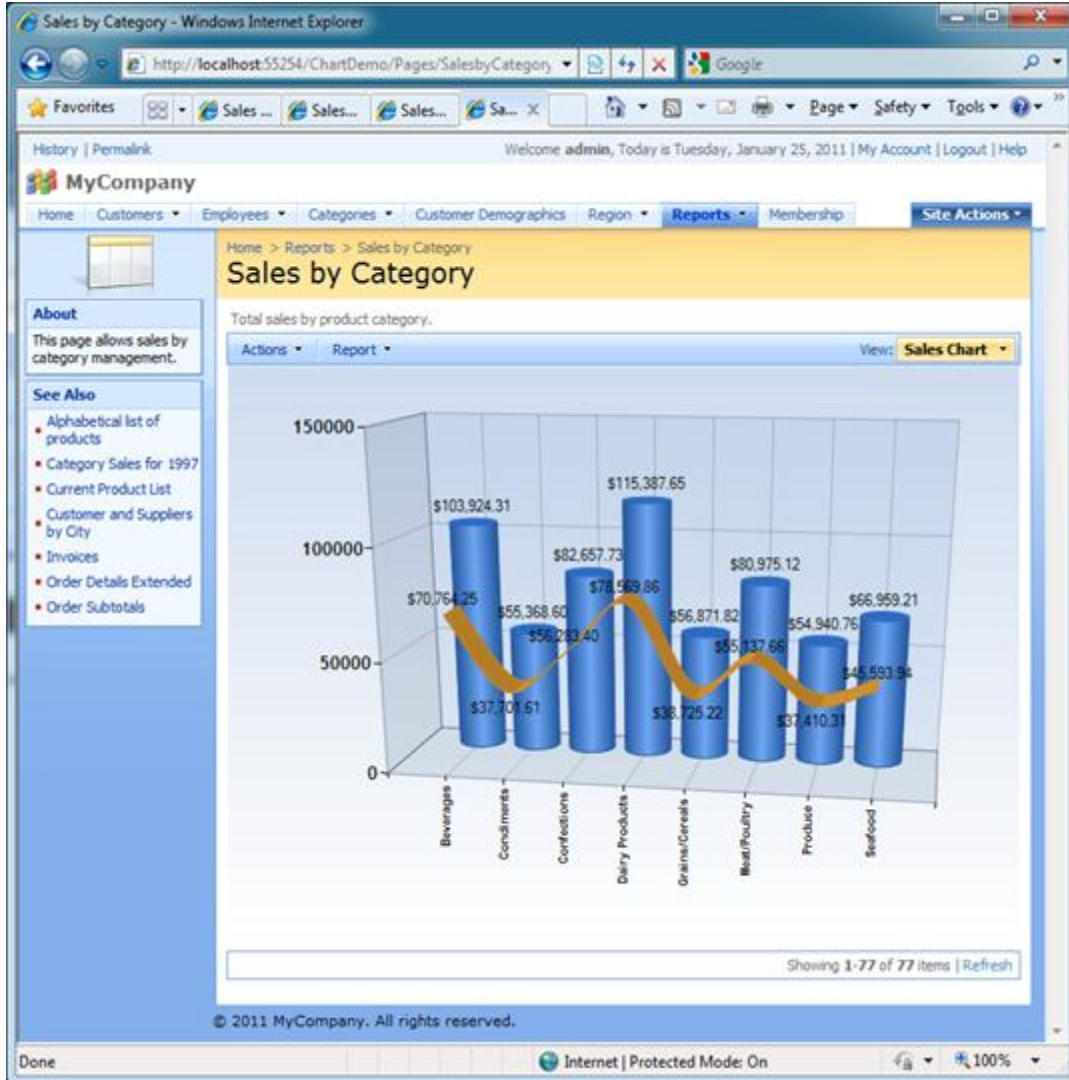 Sales by Category - Windows Internet Explorer
http://localhost:55254/ChartDemo/Pages/SalesbyCategory
Google
Favorites
Sales ...
Sales...
Sales...
Sa...
Page
Safety
Tools
History | Permalink
Welcome admin, Today is Tuesday, January 25, 2011 | My Account | Logout | Help
MyCompany
Home Customers Employees Categories Customer Demographics Region Reports Membership Site Actions
Home > Reports > Sales by Category
Sales by Category
About
This page allows sales by
category management.
See Also
Alphabetical list of
products
Category Sales for 1997
Current Product List
Customer and Suppliers
by City
Invoices
Order Details Extended
Order Subtotals
Total sales by product category.
Actions Report View: Sales Chart
150000
100000
50000
0
$103,924.31
$55,368.60
$82,657.73
$115,387.65
$56,871.82
$80,975.12
$54,940.76
$66,959.21
$70,764.25
$37,701.61
$56,283.40
$78,569.86
$38,725.22
$55,337.66
$37,410.31
$45,593.94
Beverages
Condiments
Confections
Dairy Products
Grains/Cereals
Meat/Poultry
Produce
Seafood
Showing 1-77 of 77 items | Refresh
© 2011 MyCompany. All rights reserved.
Done
Internet | Protected Mode: On
100%